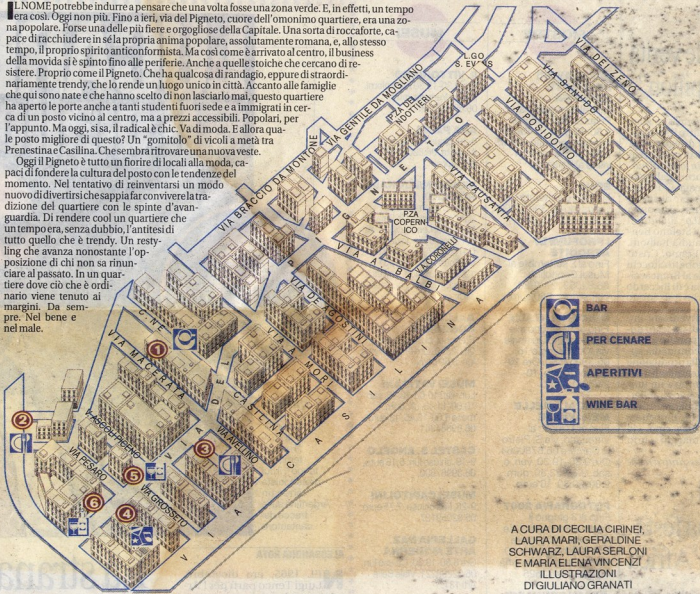 IL NOME potrebbe indurre a pensare che una volta fosse una zona verde. E, in effetti, un tempo
era così. Oggi non più. Fino a ieri, via del Pigneto, cuore dell'omonimo quartiere, era una zo-
na popolare. Forse una delle più fiere e orgogliose della Capitale. Una sorta di roccaforte, ca-
pace di racchiudere in sé la propria anima popolare, assolutamente romana, e, allo stesso
tempo, il proprio spirito anticonformista. Ma così com'è arrivato al centro, il business
della movida si è spinto fino alle periferie. Anche a quelle stoiche che cercano di re-
sistere. Proprio come il Pigneto. Che ha qualcosa di randagio, eppure di straordi-
nariamente trendy, che lo rende un luogo unico in città. Accanto alle famiglie
che qui sono nate e che hanno scelto di non lasciarlo mai, questo quartiere
ha aperto le porte anche a tanti studenti fuori sede e a immigrati in cer-
ca di un posto vicino al centro, ma a prezzi accessibili. Popolari, per
l'appunto. Ma oggi, si sa, il radical è chic. Va di moda. E allora qua-
le posto migliore di questo? Un "gomitolo" di vicoli a metà tra
Prenestina e Casilina. Che sembra ritrovare una nuova veste.
Oggi il Pigneto è tutto un fiorire di locali alla moda, ca-
paci di fondere la cultura del posto con le tendenze del
momento. Nel tentativo di reinventarsi un modo
nuovo di divertirsi che sappia far convivere la tra-
dizione del quartiere con le spinte d'avan-
guardia. Di rendere cool un quartiere che
un tempo era, senza dubbio, l'antitesi di
tutto quello che è trendy. Un resty-
ling che avanza nonostante l'op-
posizione di chi non sa rinun-
ciare al passato. In un quar-
tiere dove ciò che è ordi-
nario viene tenuto ai
margini. Da sem-
pre. Nel bene e
nel male.
L.GO
S. EVVIS
VIA DEL ZENO
VIA SANUDO
VIA GENTILE DA MOGLIANO
P.ZA DEI
CONDOTTIERI
VIA POSIDONIO
VIA BRACCIO DA MONTONE
VIA PAUSANIA
P.ZA
COPERN
ICO
PIGNETO
VIA A. BALB
V.A CORONELLI
VIA DE AGOSTINI
CIRC
VIA A. MORI
CASILINA
VIA MACERATA
VIA DEL
VIA ASCOLI PICENO
VIA AVELLINO
VIA PESARO
VIA GROSSETO
VIA CASILINA
1
2
3
4
5
6
BAR
PER CENARE
APERITIVI
WINE BAR
A CURA DI CECILIA CIRINEI,
LAURA MARI, GERALDINE
SCHWARZ, LAURA SERLONI
E MARIA ELENA VINCENZI
ILLUSTRAZIONI
DI GIULIANO GRANATI